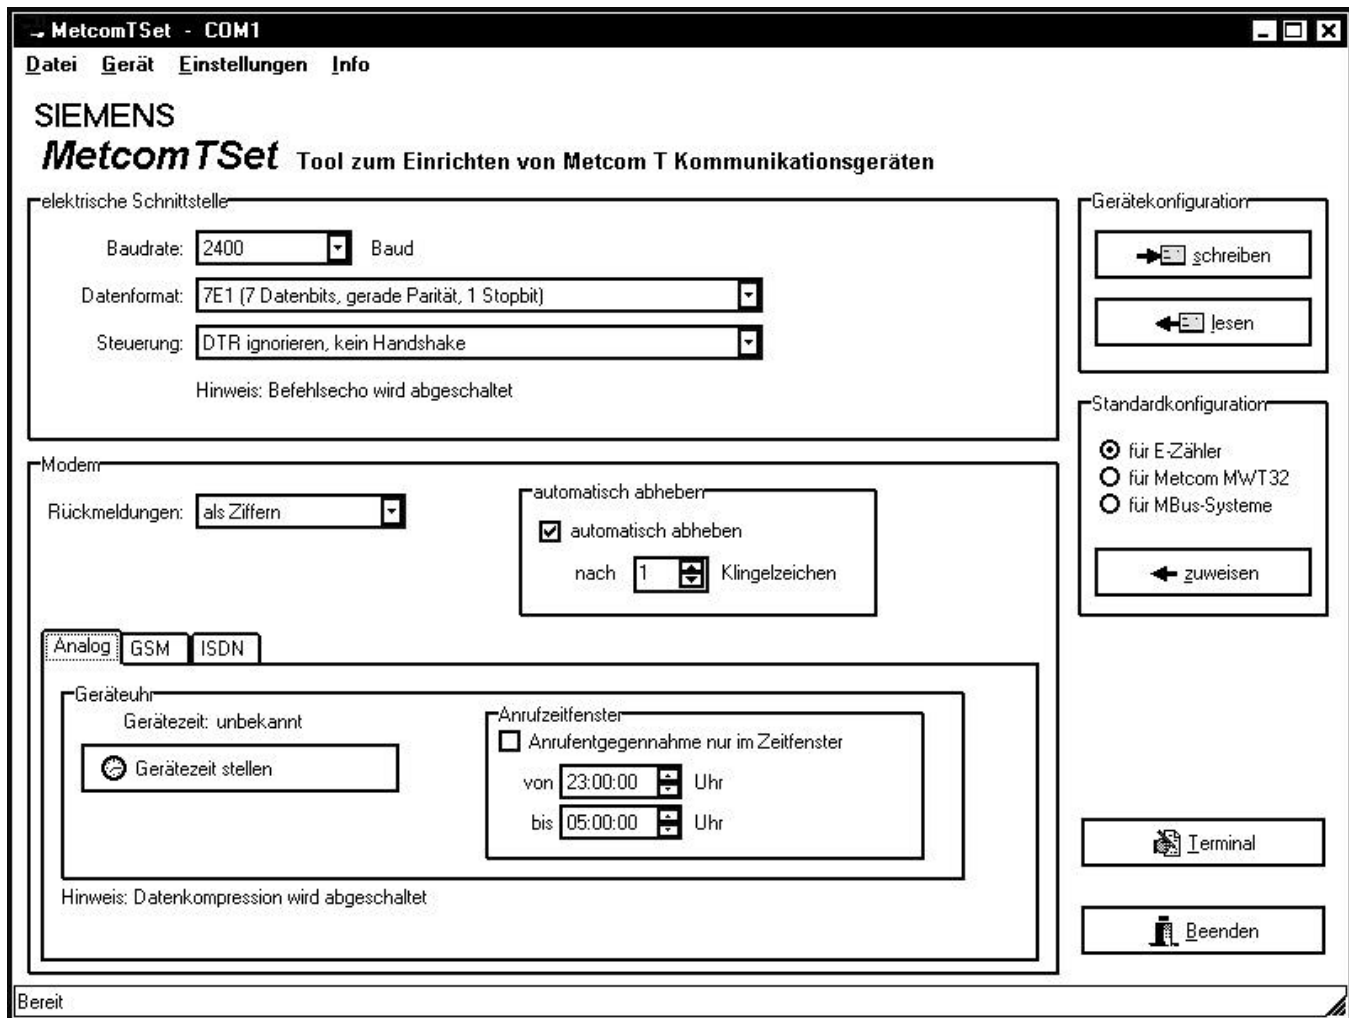 MetcomTSet - COM1
Datei Gerät Einstellungen Info
SIEMENS
MetcomTSet Tool zum Einrichten von Metcom T Kommunikationsgeräten
elektrische Schnittstelle
Baudrate: 2400 Baud
Datenformat: 7E1 (7 Datenbits, gerade Parität, 1 Stopbit)
Steuerung: DTR ignorieren, kein Handshake
Hinweis: Befehlsecho wird abgeschaltet
Gerätekonfiguration
schreiben
lesen
Standardkonfiguration
für E-Zähler
für Metcom MWT32
für MBus-Systeme
zuweisen
Modem
Rückmeldungen: als Ziffern
automatisch abheben
automatisch abheben
nach 1 Klingelzeichen
Analog GSM ISDN
Geräteuhr
Gerätezeit: unbekannt
Gerätezeit stellen
Anrufzeitfenster
Anrufentgegennahme nur im Zeitfenster
von 23:00:00 Uhr
bis 05:00:00 Uhr
Hinweis: Datenkompression wird abgeschaltet
Terminal
Beenden
Bereit